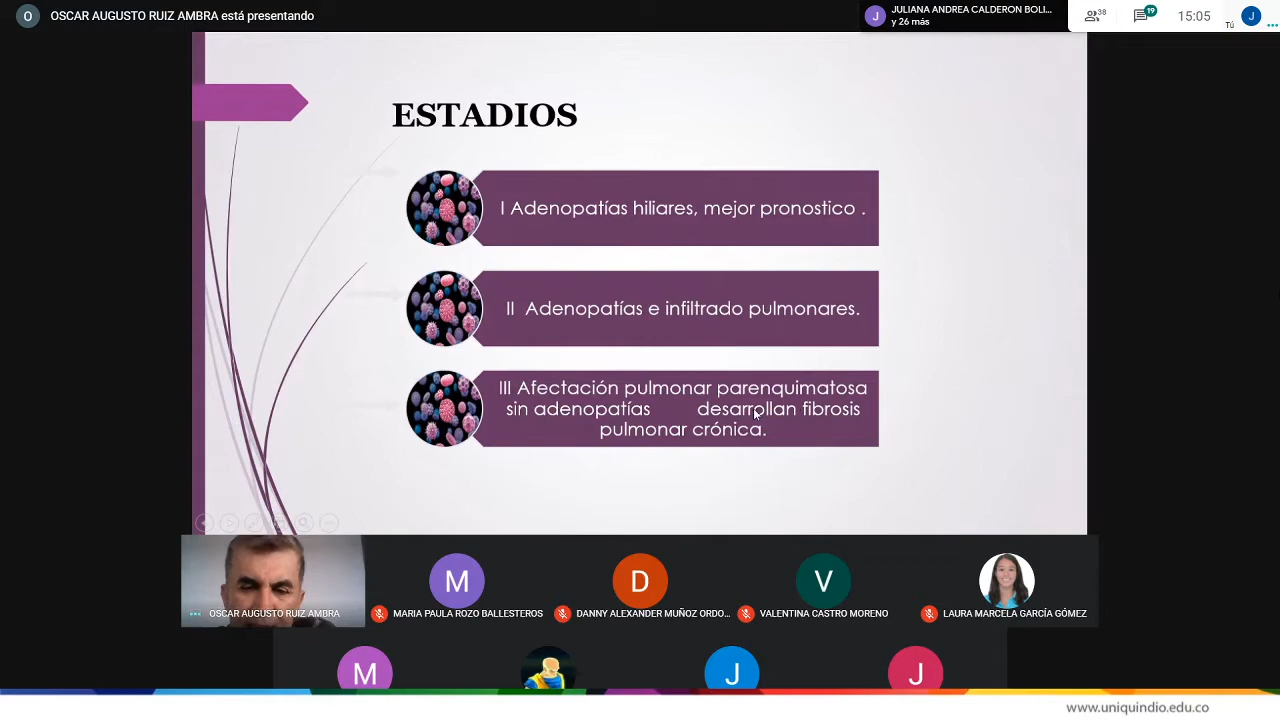 O OSCAR AUGUSTO RUIZ AMBRA está presentando
J JULIANA ANDREA CALDERON BOLI...
y 26 más
38
19
15:05
Tú
J
ESTADIOS
I Adenopatías hiliares, mejor pronostico .
II Adenopatías e infiltrado pulmonares.
III Afectación pulmonar parenquimatosa
sin adenopatías desarrollan fibrosis
pulmonar crónica.
M
D
V
OSCAR AUGUSTO RUIZ AMBRA
MARIA PAULA ROZO BALLESTEROS
DANNY ALEXANDER MUÑOZ ORDO...
VALENTINA CASTRO MORENO
LAURA MARCELA GARCÍA GÓMEZ
M
J
J
www.uniquindio.edu.co